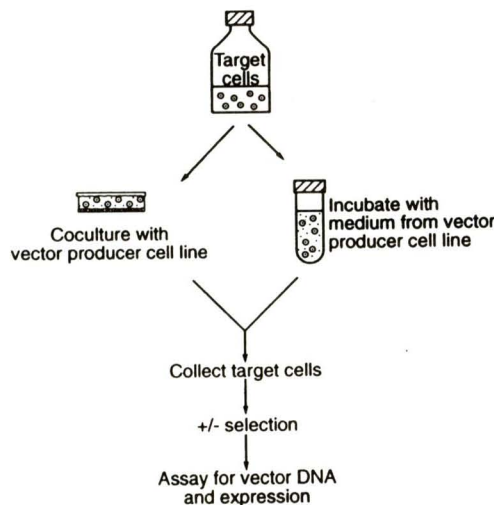 Target
cells
Coculture with
vector producer cell line
Incubate with
medium from vector
producer cell line
Collect target cells
+/- selection
Assay for vector DNA
and expression